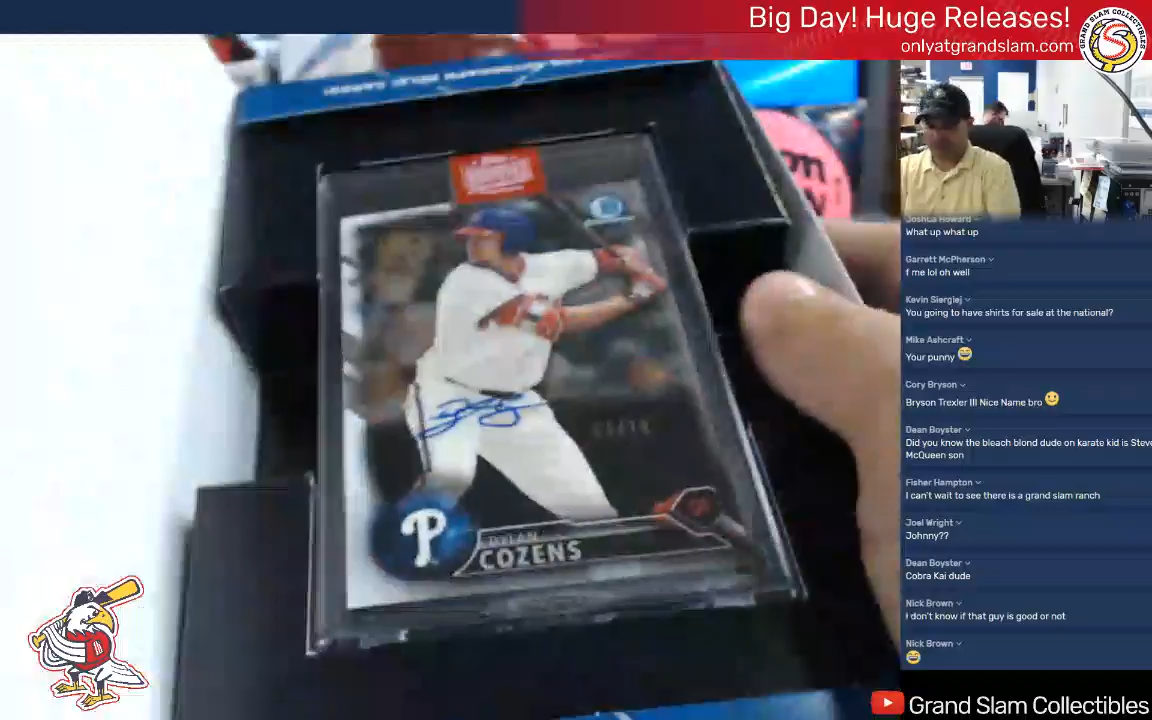 Big Day! Huge Releases!
onlyatgrandslam.com
GRAND SLAM COLLECTIBLES
DYLAN
COZENS
P
Joshua Howard
What up what up
Garrett McPherson
f me lol oh well
Kevin Sierglej
You going to have shirts for sale at the national?
Mike Ashcraft
Your punny 😂
Cory Bryson
Bryson Trexler III Nice Name bro 🙂
Dean Boyster
Did you know the bleach blond dude on karate kid is Steve
McQueen son
Fisher Hampton
I can't wait to see there is a grand slam ranch
Joel Wright
Johnny??
Dean Boyster
Cobra Kai dude
Nick Brown
I don't know if that guy is good or not
Nick Brown
😂
Grand Slam Collectibles